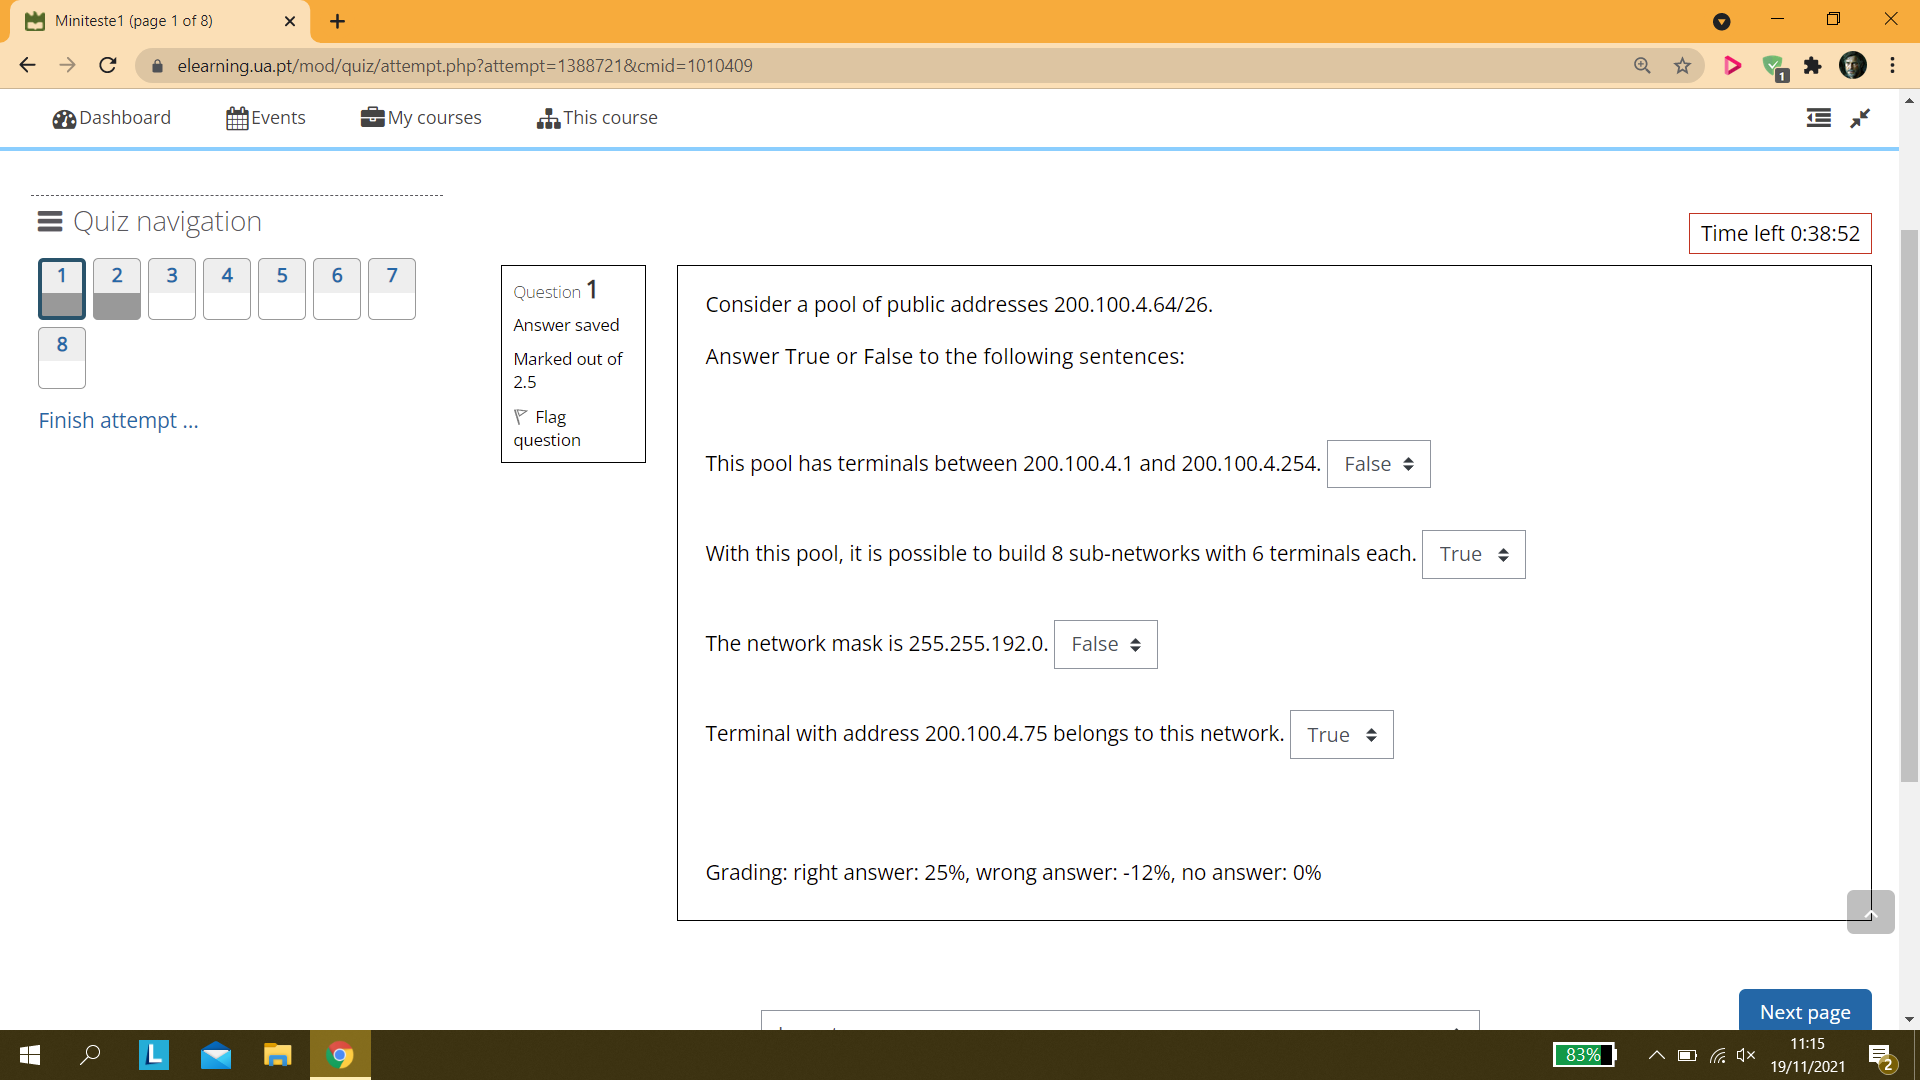 Miniteste1 (page 1 of 8)
elearning.ua.pt/mod/quiz/attempt.php?attempt=1388721&cmid=1010409
1
Dashboard
Events
My courses
This course
Quiz navigation
Time left 0:38:52
1 2 3 4 5 6 7
8
Finish attempt ...
Question 1
Answer saved
Marked out of
2.5
Flag
question
Consider a pool of public addresses 200.100.4.64/26.
Answer True or False to the following sentences:
This pool has terminals between 200.100.4.1 and 200.100.4.254. False
With this pool, it is possible to build 8 sub-networks with 6 terminals each. True
The network mask is 255.255.192.0. False
Terminal with address 200.100.4.75 belongs to this network. True
Grading: right answer: 25%, wrong answer: -12%, no answer: 0%
Next page
L
83%
11:15
19/11/2021
2